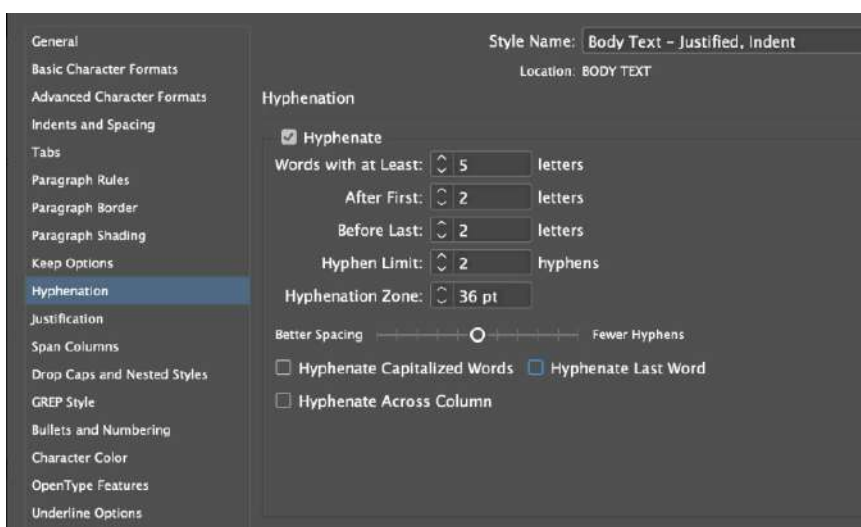 General
Basic Character Formats
Advanced Character Formats
Indents and Spacing
Tabs
Paragraph Rules
Paragraph Border
Paragraph Shading
Keep Options
Hyphenation
Justification
Span Columns
Drop Caps and Nested Styles
GREP Style
Bullets and Numbering
Character Color
OpenType Features
Underline Options
Style Name: Body Text - Justified, Indent
Location: BODY TEXT
Hyphenation
Hyphenate
Words with at Least: 5 letters
After First: 2 letters
Before Last: 2 letters
Hyphen Limit: 2 hyphens
Hyphenation Zone: 36 pt
Better Spacing Fewer Hyphens
Hyphenate Capitalized Words Hyphenate Last Word
Hyphenate Across Column